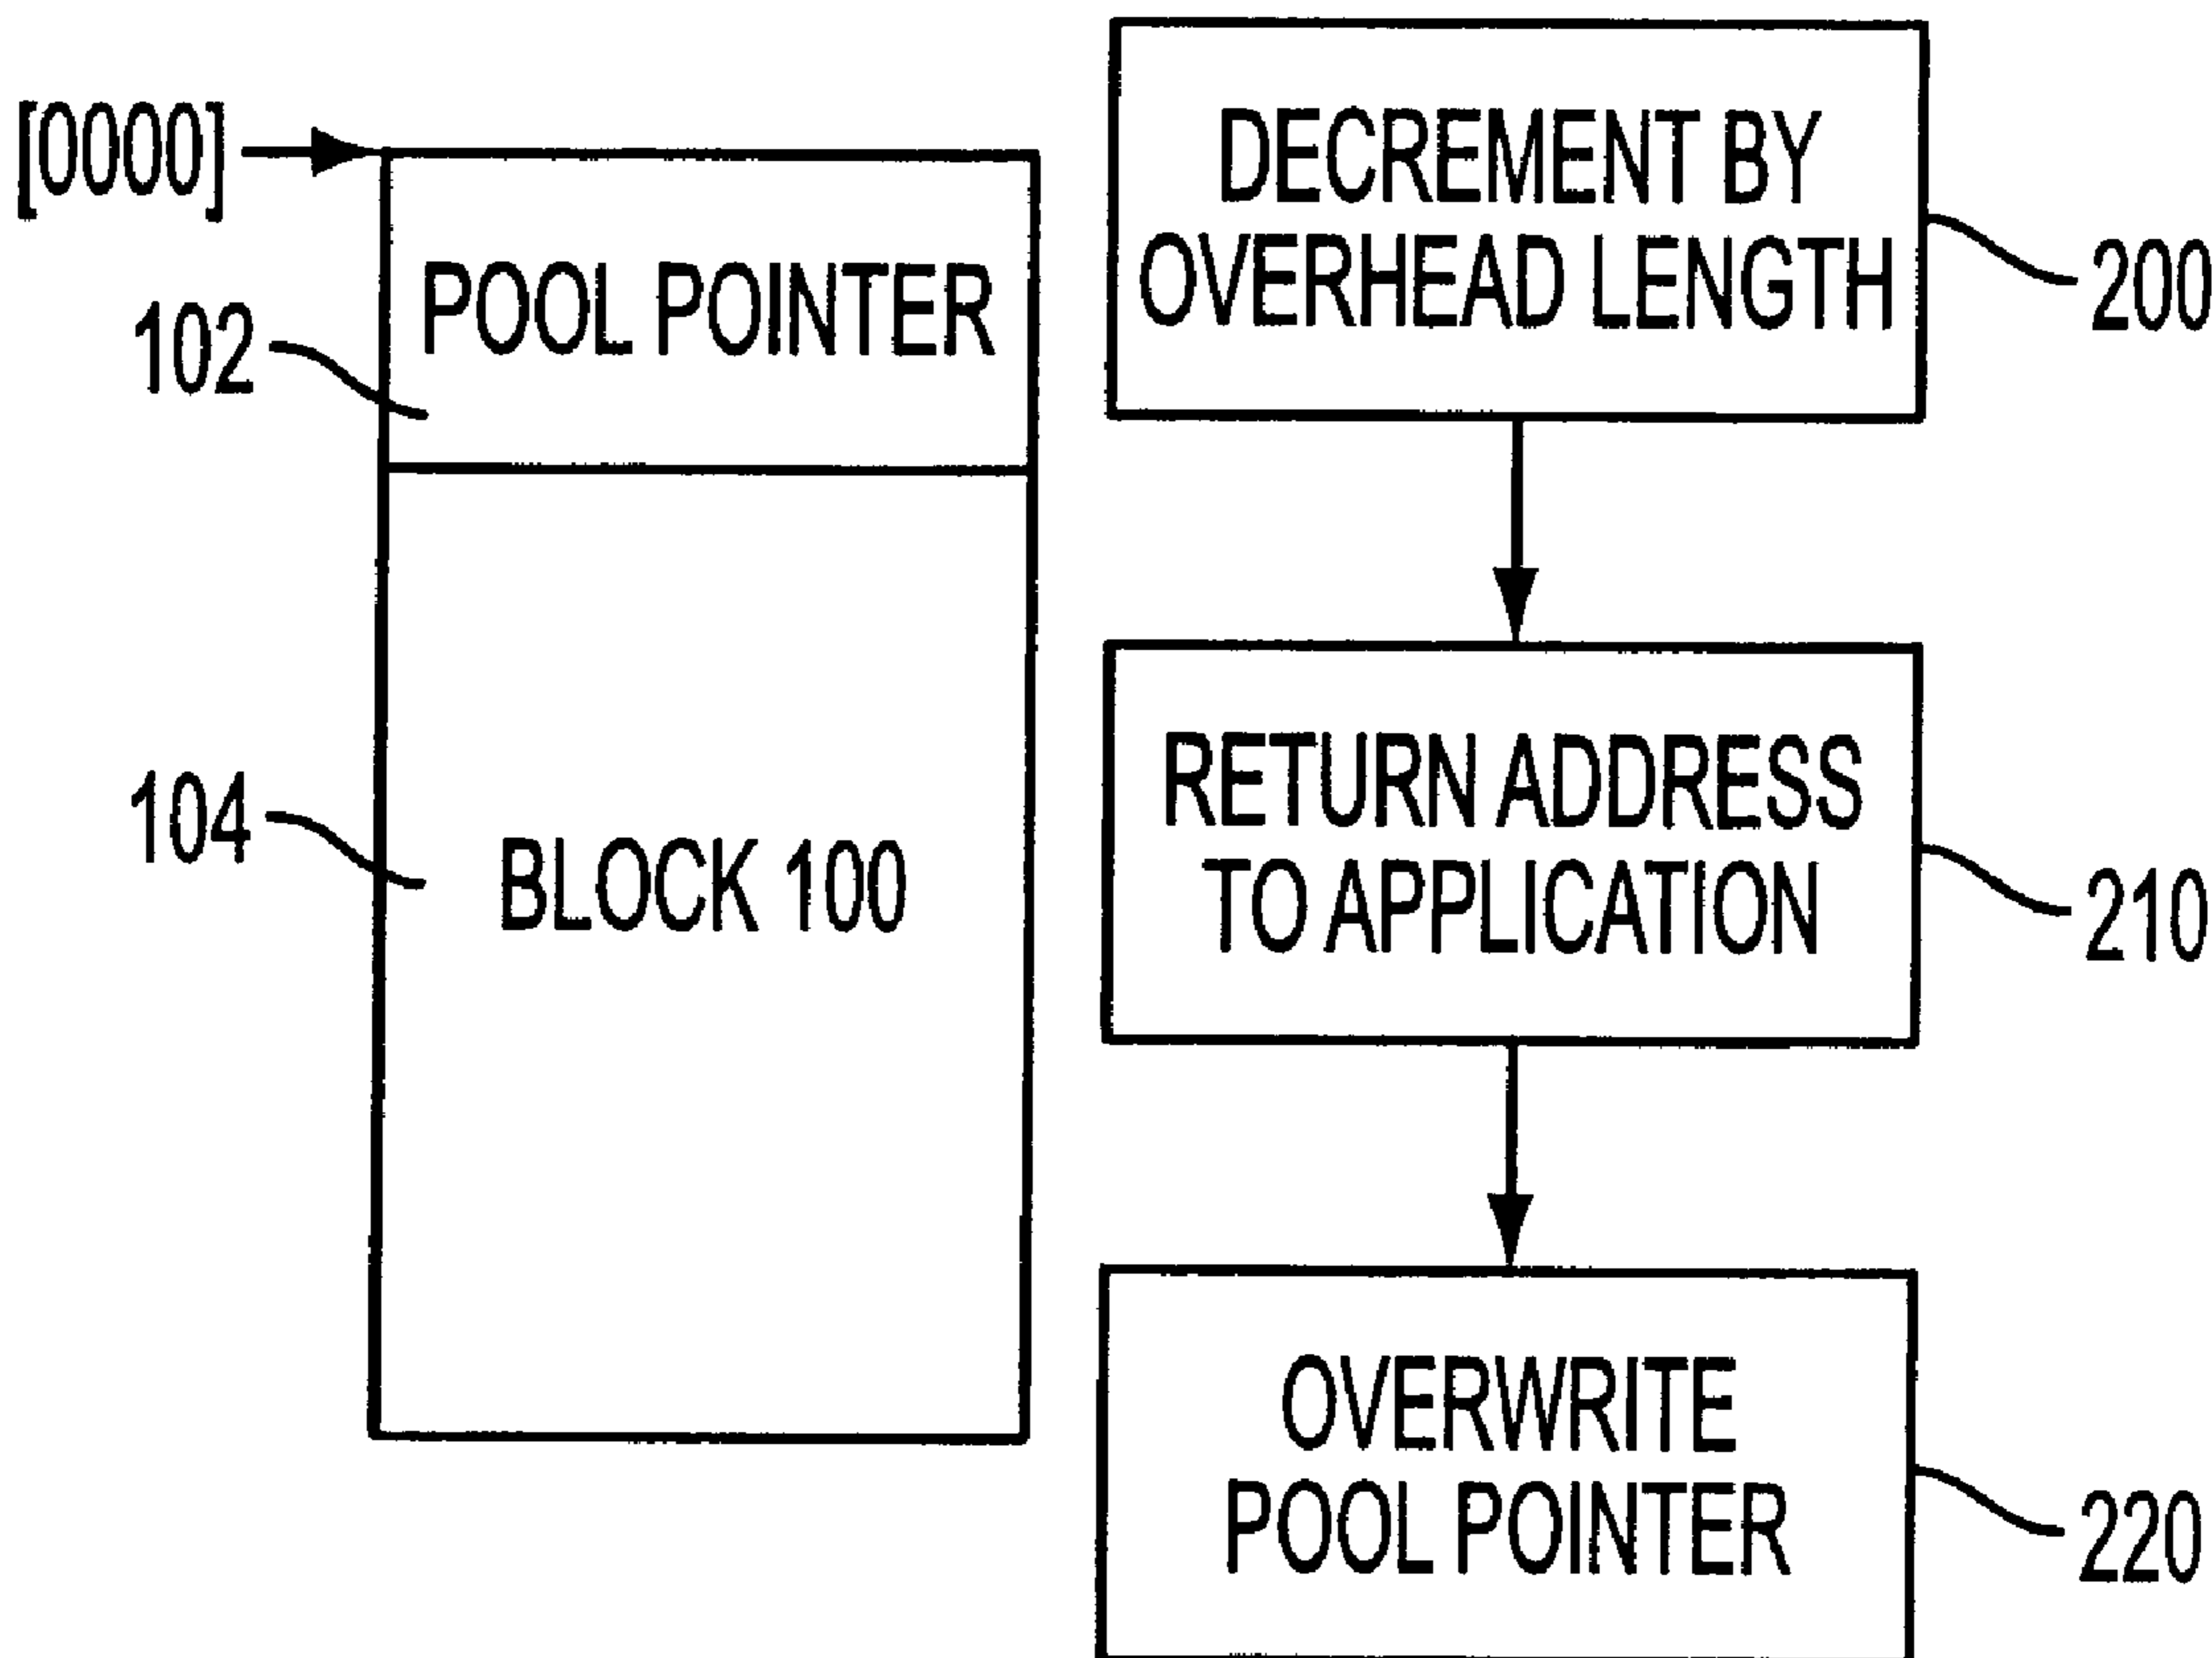 [0000]
POOL POINTER
102
104
BLOCK 100
DECREMENT BY
OVERHEAD LENGTH
200
RETURN ADDRESS
TO APPLICATION
210
OVERWRITE
POOL POINTER
220